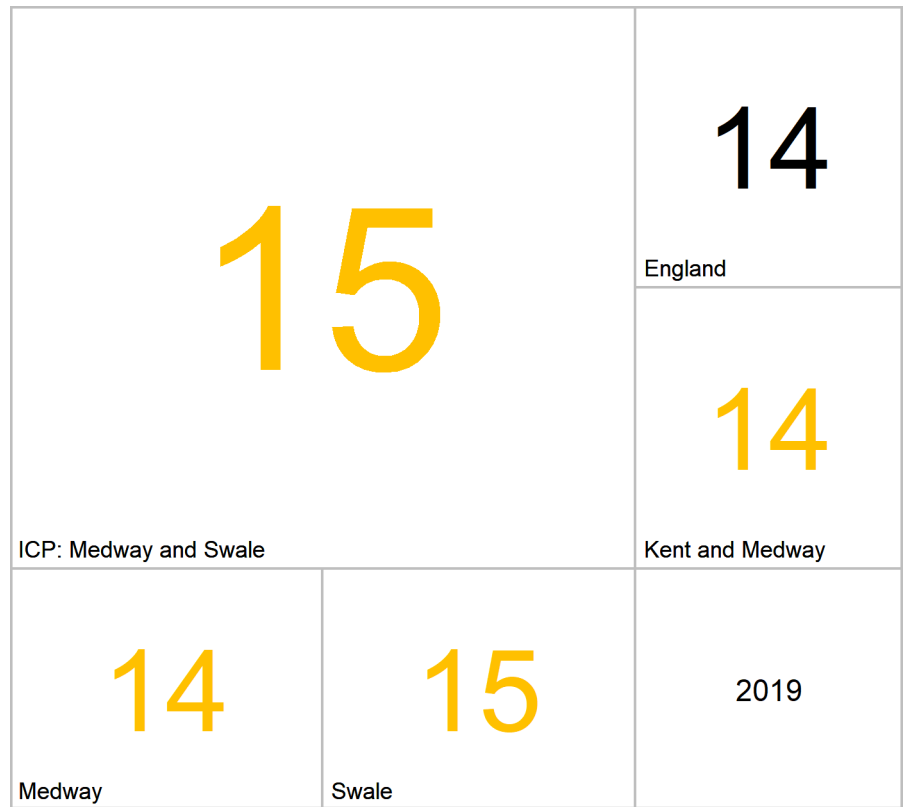 15
ICP: Medway and Swale
14
England
14
Kent and Medway
14
Medway
15
Swale
2019